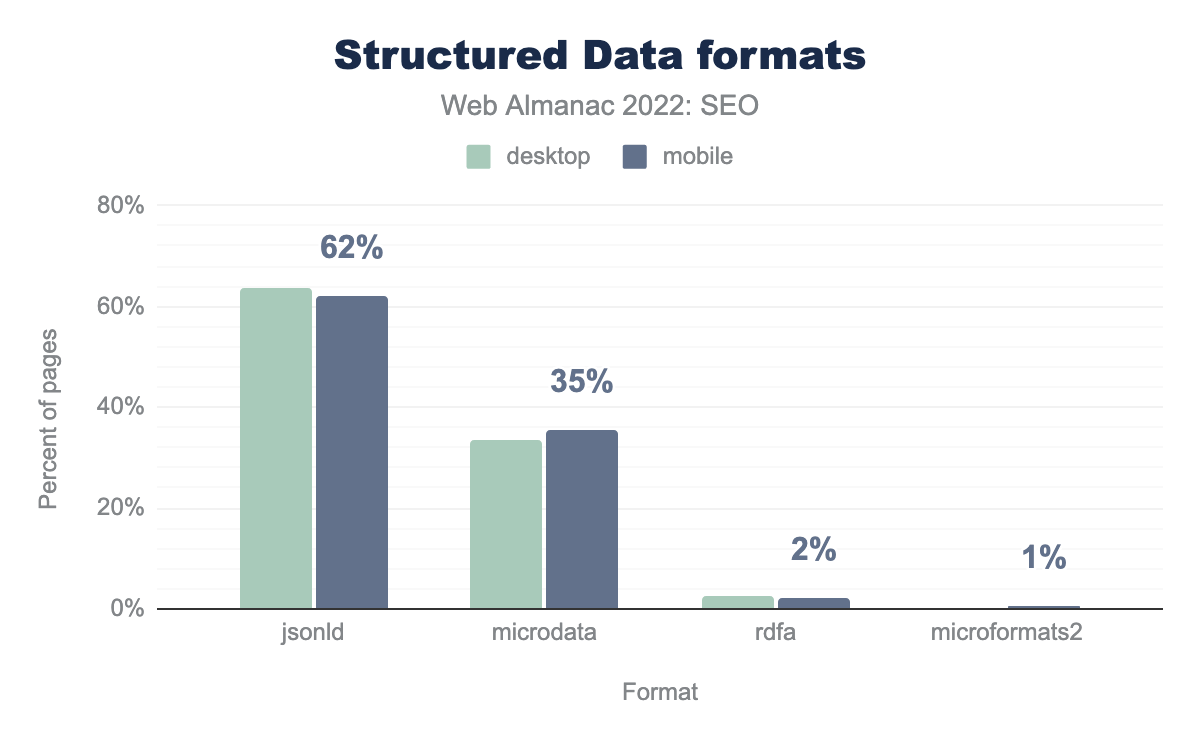 Structured Data formats
Web Almanac 2022: SEO
desktop mobile
80%
60%
40%
20%
0%
Percent of pages
62%
35%
2%
1%
jsonld microdata rdfa microformats2
Format